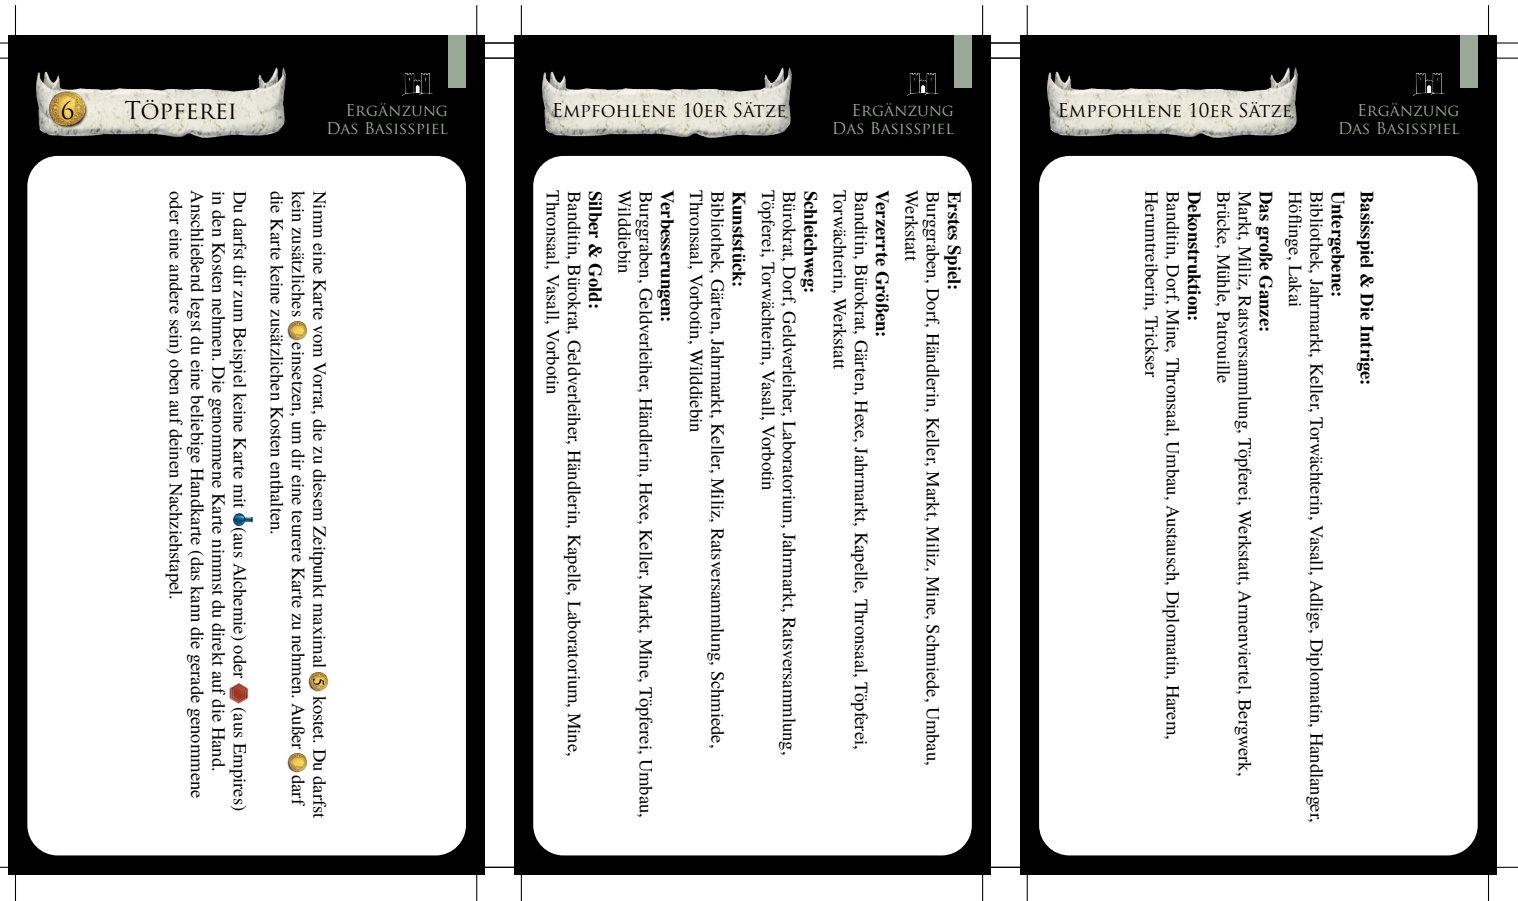 6
TÖPFEREI
ERGÄNZUNG
DAS BASISSPIEL
Nimm eine Karte vom Vorrat, die zu diesem Zeitpunkt maximal 5 kostet. Du darfst
kein zusätzliches einsetzen, um dir eine teurere Karte zu nehmen. Außer darf
die Karte keine zusätzlichen Kosten enthalten.
Du darfst dir zum Beispiel keine Karte mit (aus Alchemie) oder (aus Empires)
in den Kosten nehmen. Die genommene Karte nimmst du direkt auf die Hand.
Anschließend legst du eine beliebige Handkarte (das kann die gerade genommene
oder eine andere sein) oben auf deinen Nachziehstapel.
EMPFOHLENE 10ER SÄTZE
ERGÄNZUNG
DAS BASISSPIEL
Erstes Spiel:
Burggraben, Dorf, Händlerin, Keller, Markt, Miliz, Mine, Schmiede, Umbau,
Werkstatt
Verzerrte Größen:
Banditin, Bürokrat, Gärten, Hexe, Jahrmarkt, Kapelle, Thronsaal, Töpferei,
Torwächterin, Werkstatt
Schleichweg:
Bürokrat, Dorf, Geldverleiher, Laboratorium, Jahrmarkt, Ratsversammlung,
Töpferei, Torwächterin, Vasall, Vorbotin
Kunststück:
Bibliothek, Gärten, Jahrmarkt, Keller, Miliz, Ratsversammlung, Schmiede,
Thronsaal, Vorbotin, Wilddiebin
Verbesserungen:
Burggraben, Geldverleiher, Händlerin, Hexe, Keller, Markt, Mine, Töpferei, Umbau,
Wilddiebin
Silber & Gold:
Banditin, Bürokrat, Geldverleiher, Händlerin, Kapelle, Laboratorium, Mine,
Thronsaal, Vasall, Vorbotin
EMPFOHLENE 10ER SÄTZE
ERGÄNZUNG
DAS BASISSPIEL
Basisspiel & Die Intrige:
Untergebene:
Bibliothek, Jahrmarkt, Keller, Torwächterin, Vasall, Adlige, Diplomatin, Handlanger,
Höflinge, Lakai
Das große Ganze:
Markt, Miliz, Ratsversammlung, Töpferei, Werkstatt, Armenviertel, Bergwerk,
Brücke, Mühle, Patrouille
Dekonstruktion:
Banditin, Dorf, Mine, Thronsaal, Umbau, Austausch, Diplomatin, Harem,
Herumtreiberin, Trickser